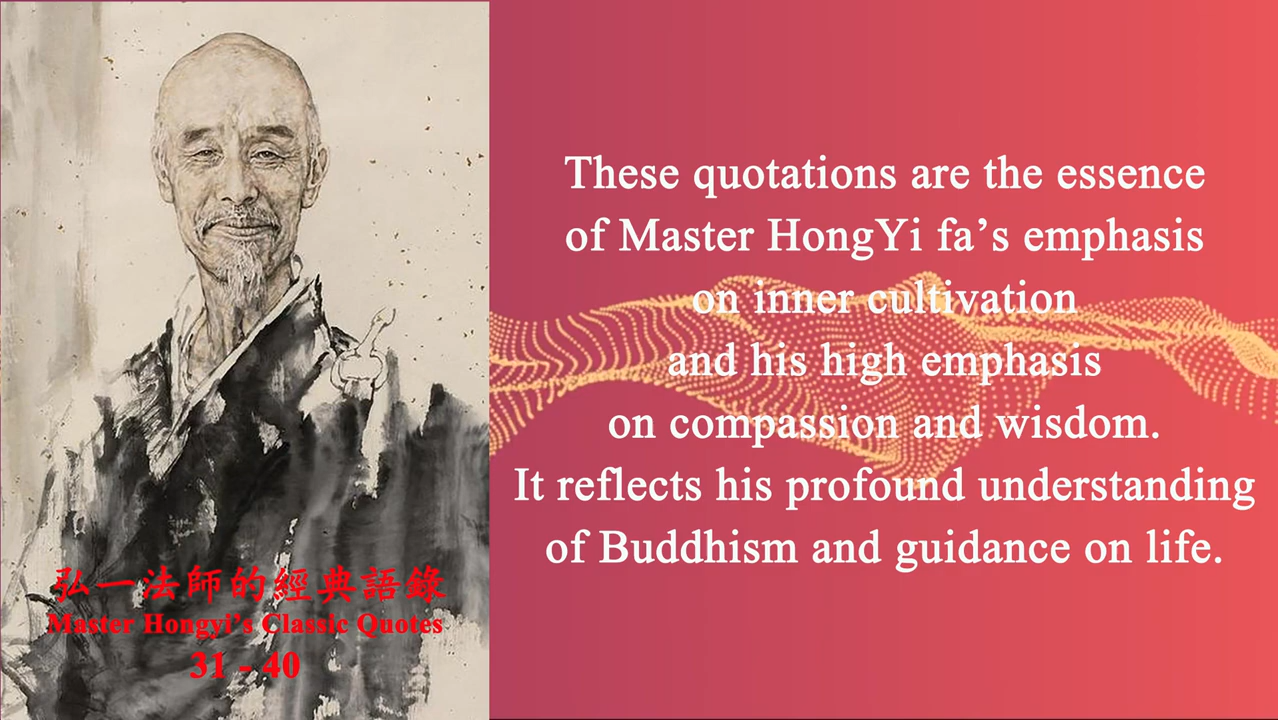 弘一法師的經典語錄
Master Hongyi's Classic Quotes
31 - 40
These quotations are the essence
of Master HongYi fa's emphasis
on inner cultivation
and his high emphasis
on compassion and wisdom.
It reflects his profound understanding
of Buddhism and guidance on life.